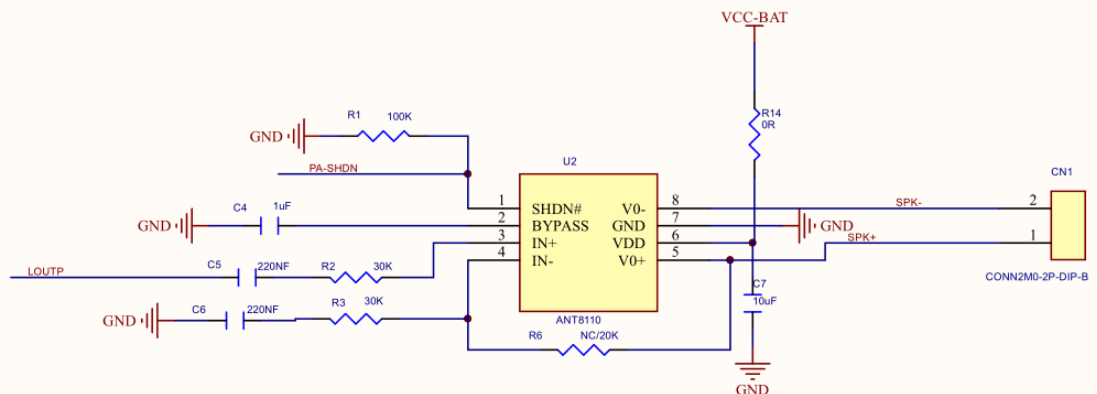 VCC-BAT
R14
0R
R1
100K
GND
PA-SHDN
U2
CN1
C4
1uF
GND
1
2
3
4
SHDN#
BYPASS
IN+
IN-
V0-
GND
VDD
V0+
8
7
6
5
SPK-
GND
SPK+
2
1
CONN2M0-2P-DIP-B
LOUTP
C5
220NF
R2
30K
GND
C6
220NF
R3
30K
ANT8110
C7
10uF
R6
NC/20K
GND